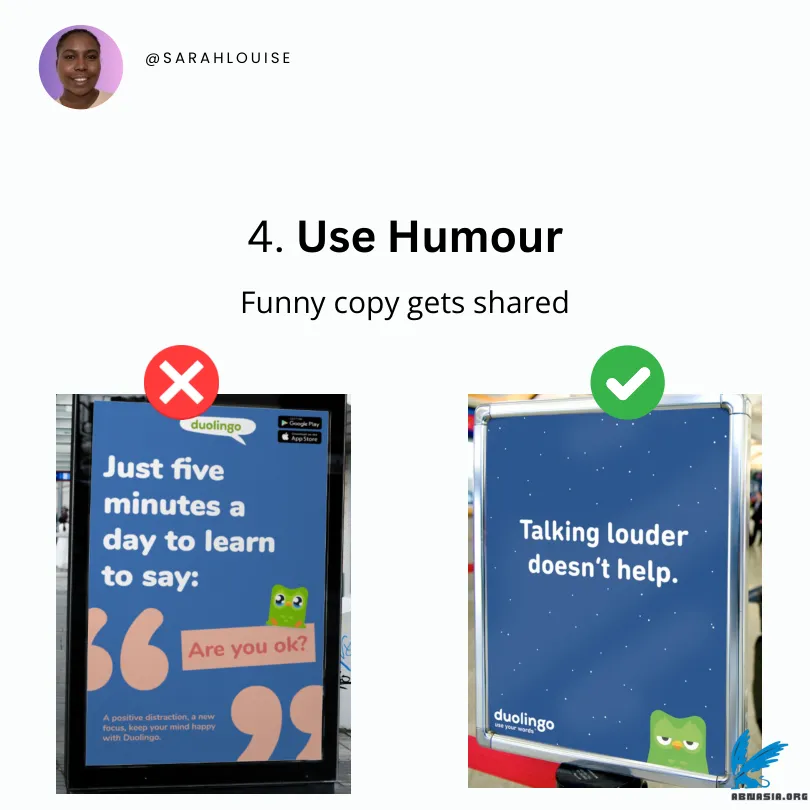 @SARAHLOUISE
4. Use Humour
Funny copy gets shared
duolingo
Google Play
App Store
Just five
minutes a
day to learn
to say:
Are you ok?
A positive distraction, a new
focus, keep your mind happy
with Duolingo.
Talking louder
doesn't help.
duolingo
use your words.
ABNASIA.ORG